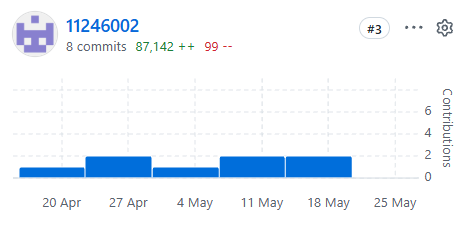 11246002
#3 ···
8 commits 87,142 ++ 99 --
6
4
2
0
Contributions
20 Apr 27 Apr 4 May 11 May 18 May 25 May